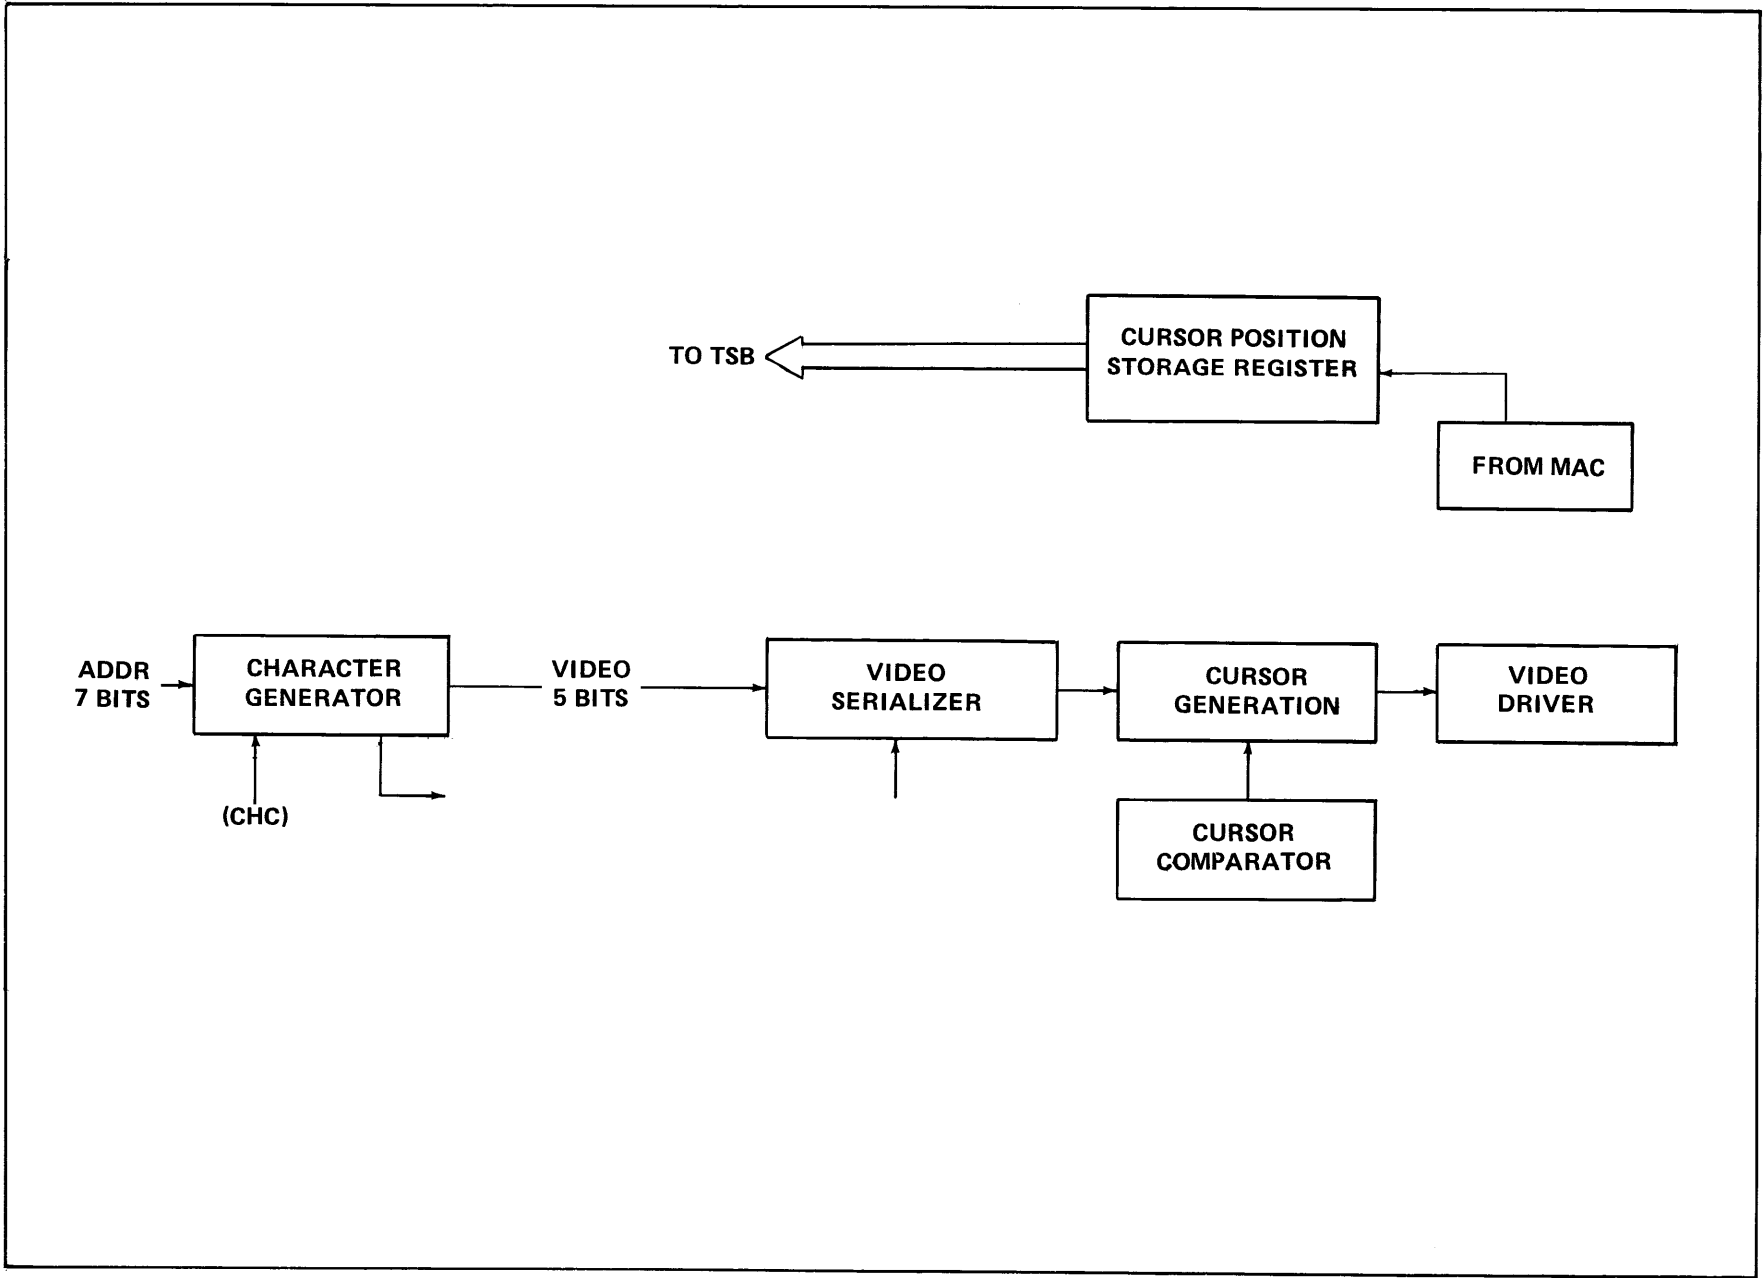 CURSOR POSITION
STORAGE REGISTER
TO TSB
FROM MAC
ADDR
7 BITS
CHARACTER
GENERATOR
VIDEO
5 BITS
VIDEO
SERIALIZER
CURSOR
GENERATION
VIDEO
DRIVER
(CHC)
CURSOR
COMPARATOR